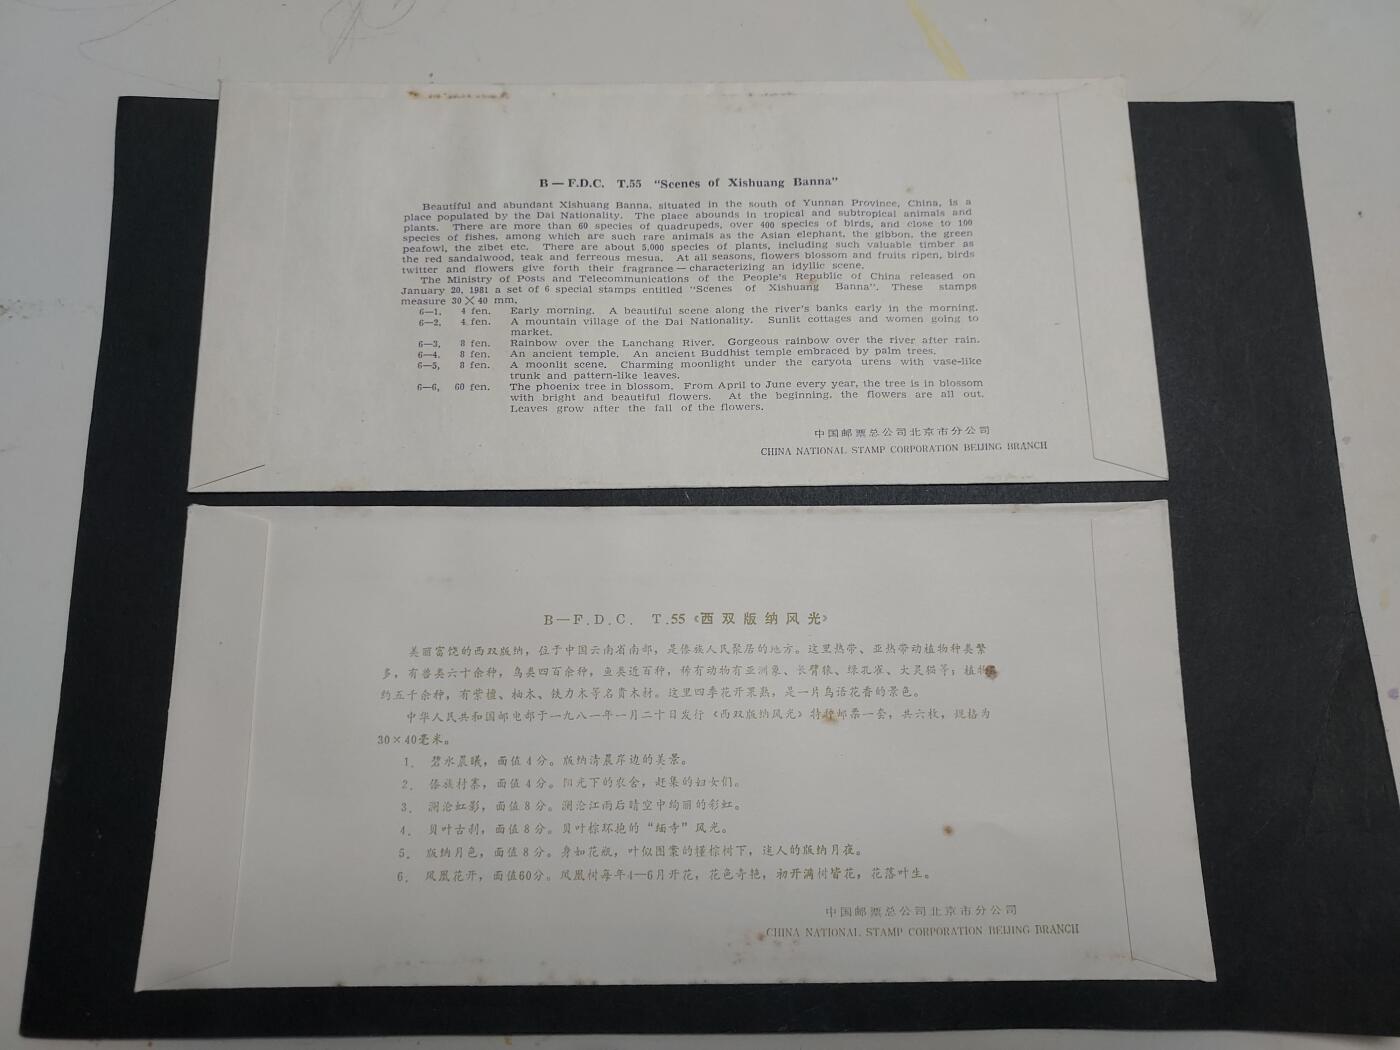 B — F.D.C. T.55 "Scenes of Xishuang Banna"
Beautiful and abundant Xishuang Banna, situated in the south of Yunnan Province, China, is a
place populated by the Dai Nationality. The place abounds in tropical and subtropical animals and
plants. There are more than 60 species of quadrupeds, over 400 species of birds, and close to 100
species of fishes, among which are such rare animals as the Asian elephant, the gibbon, the green
peafowl, the zibet etc. There are about 5,000 species of plants, including such valuable timber as
the red sandalwood, teak and ferreous mesua. At all seasons, flowers blossom and fruits ripen, birds
twitter and flowers give forth their fragrance — characterizing an idyllic scene.
The Ministry of Posts and Telecommunications of the People's Republic of China released on
January 20, 1981 a set of 6 special stamps entitled "Scenes of Xishuang Banna". These stamps
measure 30 × 40 mm.
6—1, 4 fen. Early morning. A beautiful scene along the river's banks early in the morning.
6—2, 4 fen. A mountain village of the Dai Nationality. Sunlit cottages and women going to
market.
6—3, 8 fen. Rainbow over the Lanchang River. Gorgeous rainbow over the river after rain.
6—4, 8 fen. An ancient temple. An ancient Buddhist temple embraced by palm trees.
6—5, 8 fen. A moonlit scene. Charming moonlight under the caryota urens with vase-like
trunk and pattern-like leaves.
6—6, 60 fen. The phoenix tree in blossom. From April to June every year, the tree is in blossom
with bright and beautiful flowers. At the beginning, the flowers are all out.
Leaves grow after the fall of the flowers.
中国邮票总公司北京市分公司
CHINA NATIONAL STAMP CORPORATION BEIJING BRANCH
B—F.D.C. T.55《西双版纳风光》
美丽富饶的西双版纳，位于中国云南省南部，是傣族人民聚居的地方。这里热带、亚热带动植物种类繁
多，有兽类六十余种，鸟类四百余种，鱼类近百种，稀有动物有亚洲象、长臂猿、绿孔雀、大灵猫等；植物
约五千余种，有紫檀、柚木、铁力木等名贵木材。这里四季花开果熟，是一片鸟语花香的景色。
中华人民共和国邮电部于一九八一年一月二十日发行《西双版纳风光》特种邮票一套，共六枚，规格为
30×40毫米。
1． 碧水晨曦，面值4分。版纳清晨岸边的美景。
2． 傣族村寨，面值4分。阳光下的农舍，赶集的妇女们。
3． 澜沧虹影，面值8分。澜沧江雨后晴空中绚丽的彩虹。
4． 贝叶古刹，面值8分。贝叶棕环抱的“缅寺”风光。
5． 版纳月色，面值8分。身如花瓶，叶似图案的槿棕树下，迷人的版纳月夜。
6． 凤凰花开，面值60分。凤凰树每年4—6月开花，花色奇艳，初开满树皆花，花落叶生。
中国邮票总公司北京市分公司
CHINA NATIONAL STAMP CORPORATION BEIJING BRANCH